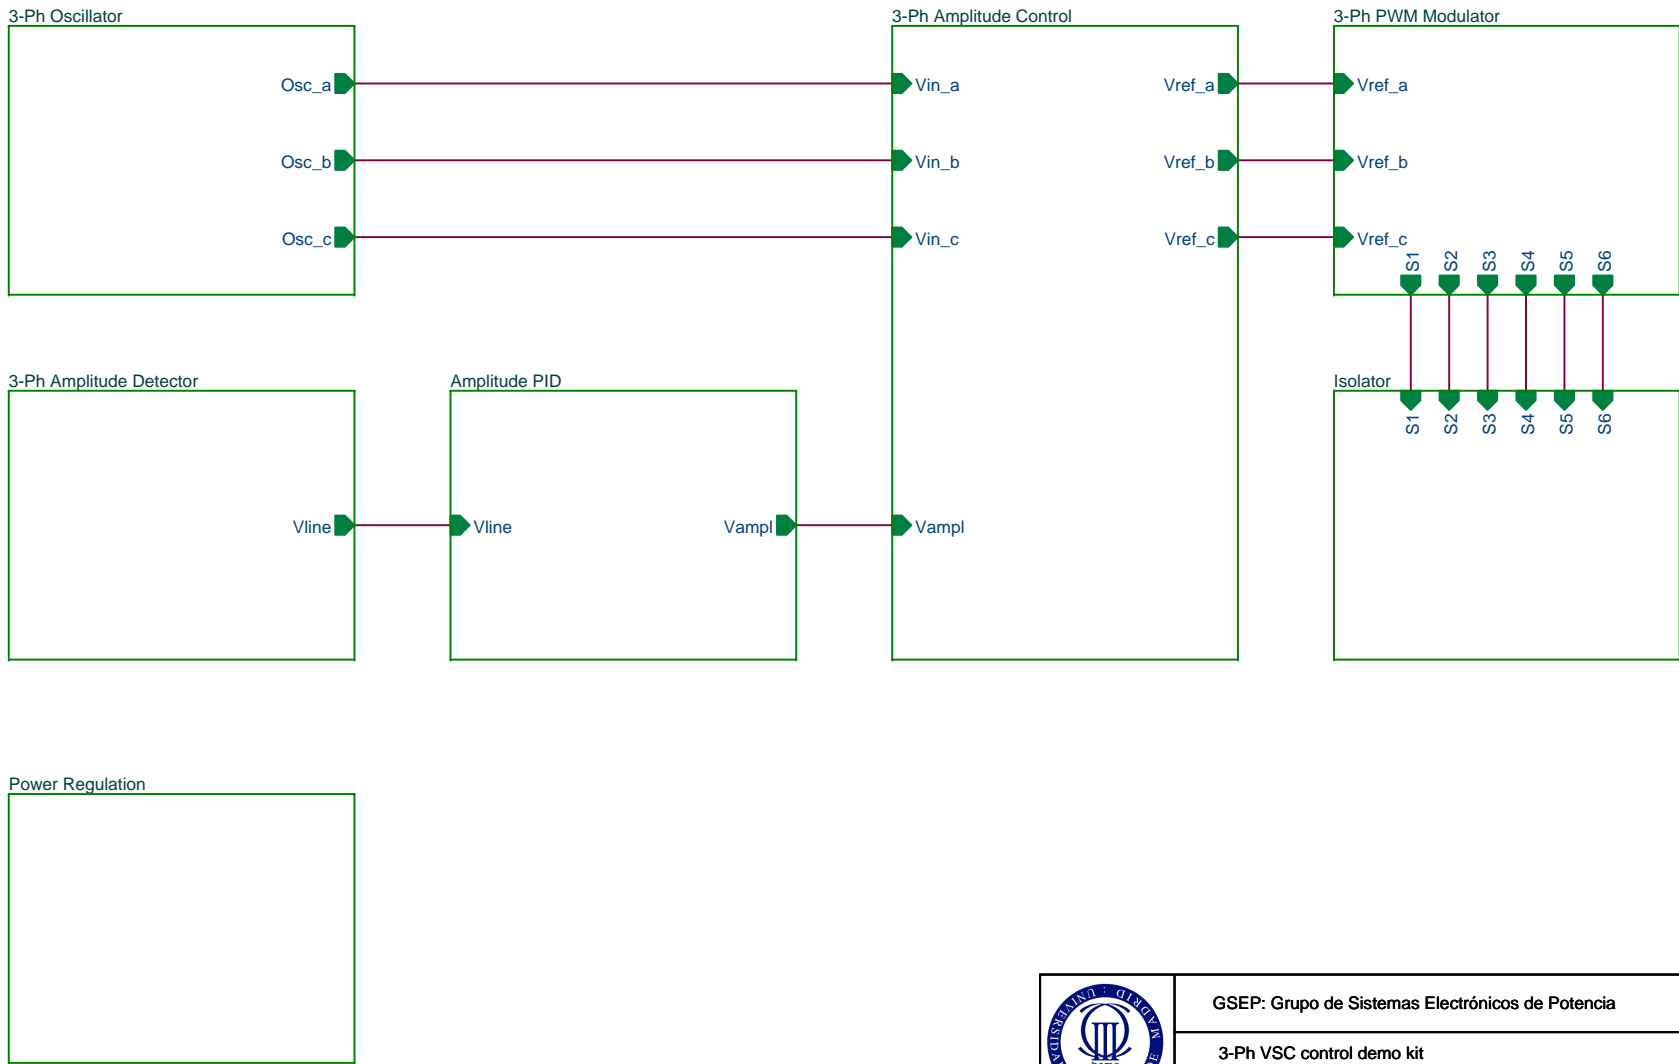 3-Ph Oscillator
3-Ph Amplitude Control
3-Ph PWM Modulator
Osc_a
Vin_a
Vref_a
Vref_a
Osc_b
Vin_b
Vref_b
Vref_b
Osc_c
Vin_c
Vref_c
Vref_c
S1
S2
S3
S4
S5
S6
3-Ph Amplitude Detector
Amplitude PID
Isolator
S1
S2
S3
S4
S5
S6
Vline
Vline
Vampl
Vampl
Power Regulation
MADRID : UNIVERSIDA
GSEP: Grupo de Sistemas Electrónicos de Potencia
3-Ph VSC control demo kit